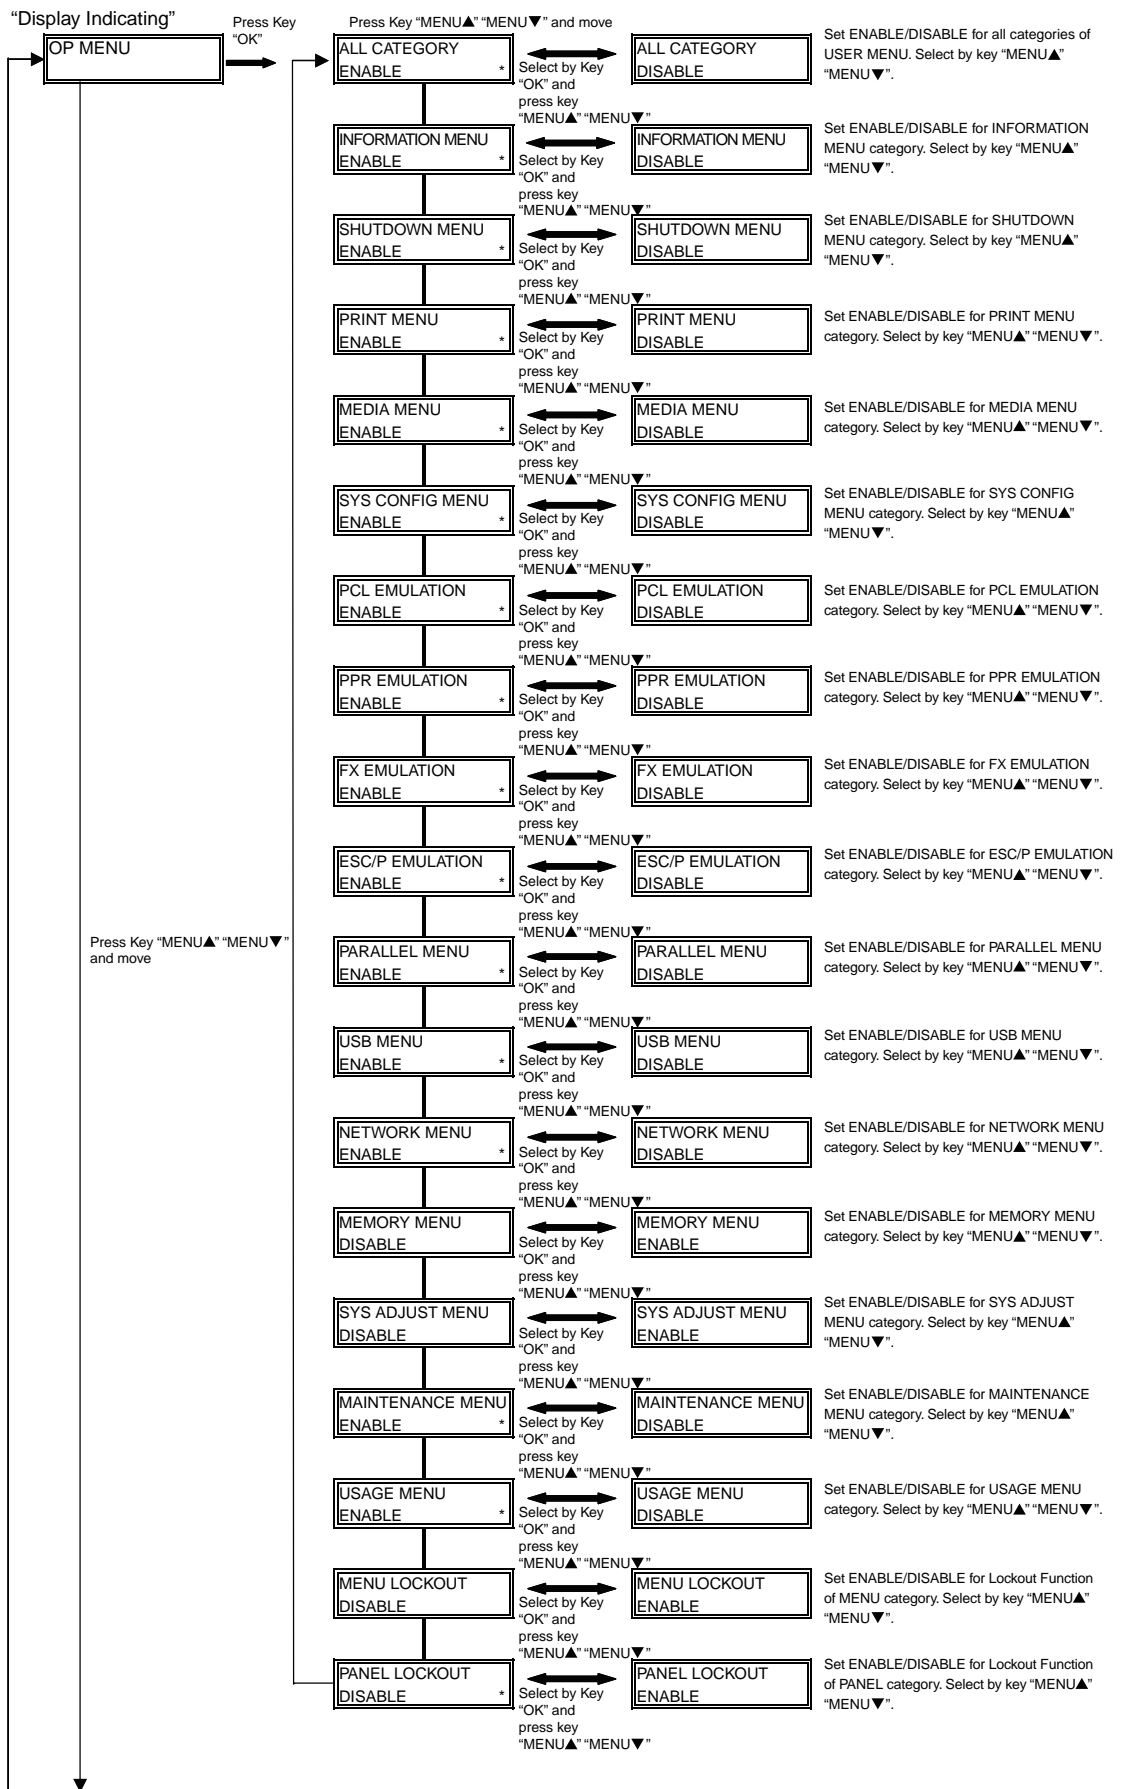 “Display Indicating”
Press Key
“OK”
Press Key “MENU▲” “MENU▼” and move
OP MENU
ALL CATEGORY
ENABLE *
Select by Key
“OK” and
press key
“MENU▲” “MENU▼”
ALL CATEGORY
DISABLE
Set ENABLE/DISABLE for all categories of
USER MENU. Select by key “MENU▲”
“MENU▼”.
INFORMATION MENU
ENABLE *
Select by Key
“OK” and
press key
“MENU▲” “MENU▼”
INFORMATION MENU
DISABLE
Set ENABLE/DISABLE for INFORMATION
MENU category. Select by key “MENU▲”
“MENU▼”.
SHUTDOWN MENU
ENABLE *
Select by Key
“OK” and
press key
“MENU▲” “MENU▼”
SHUTDOWN MENU
DISABLE
Set ENABLE/DISABLE for SHUTDOWN
MENU category. Select by key “MENU▲”
“MENU▼”.
PRINT MENU
ENABLE *
Select by Key
“OK” and
press key
“MENU▲” “MENU▼”
PRINT MENU
DISABLE
Set ENABLE/DISABLE for PRINT MENU
category. Select by key “MENU▲” “MENU▼”.
MEDIA MENU
ENABLE *
Select by Key
“OK” and
press key
“MENU▲” “MENU▼”
MEDIA MENU
DISABLE
Set ENABLE/DISABLE for MEDIA MENU
category. Select by key “MENU▲” “MENU▼”.
SYS CONFIG MENU
ENABLE *
Select by Key
“OK” and
press key
“MENU▲” “MENU▼”
SYS CONFIG MENU
DISABLE
Set ENABLE/DISABLE for SYS CONFIG
MENU category. Select by key “MENU▲”
“MENU▼”.
PCL EMULATION
ENABLE *
Select by Key
“OK” and
press key
“MENU▲” “MENU▼”
PCL EMULATION
DISABLE
Set ENABLE/DISABLE for PCL EMULATION
category. Select by key “MENU▲” “MENU▼”.
PPR EMULATION
ENABLE *
Select by Key
“OK” and
press key
“MENU▲” “MENU▼”
PPR EMULATION
DISABLE
Set ENABLE/DISABLE for PPR EMULATION
category. Select by key “MENU▲” “MENU▼”.
FX EMULATION
ENABLE *
Select by Key
“OK” and
press key
“MENU▲” “MENU▼”
FX EMULATION
DISABLE
Set ENABLE/DISABLE for FX EMULATION
category. Select by key “MENU▲” “MENU▼”.
ESC/P EMULATION
ENABLE *
Select by Key
“OK” and
press key
“MENU▲” “MENU▼”
ESC/P EMULATION
DISABLE
Set ENABLE/DISABLE for ESC/P EMULATION
category. Select by key “MENU▲” “MENU▼”.
Press Key “MENU▲” “MENU▼”
and move
PARALLEL MENU
ENABLE *
Select by Key
“OK” and
press key
“MENU▲” “MENU▼”
PARALLEL MENU
DISABLE
Set ENABLE/DISABLE for PARALLEL MENU
category. Select by key “MENU▲” “MENU▼”.
USB MENU
ENABLE *
Select by Key
“OK” and
press key
“MENU▲” “MENU▼”
USB MENU
DISABLE
Set ENABLE/DISABLE for USB MENU
category. Select by key “MENU▲” “MENU▼”.
NETWORK MENU
ENABLE *
Select by Key
“OK” and
press key
“MENU▲” “MENU▼”
NETWORK MENU
DISABLE
Set ENABLE/DISABLE for NETWORK MENU
category. Select by key “MENU▲” “MENU▼”.
MEMORY MENU
DISABLE
Select by Key
“OK” and
press key
“MENU▲” “MENU▼”
MEMORY MENU
ENABLE
Set ENABLE/DISABLE for MEMORY MENU
category. Select by key “MENU▲” “MENU▼”.
SYS ADJUST MENU
DISABLE
Select by Key
“OK” and
press key
“MENU▲” “MENU▼”
SYS ADJUST MENU
ENABLE
Set ENABLE/DISABLE for SYS ADJUST
MENU category. Select by key “MENU▲”
“MENU▼”.
MAINTENANCE MENU
ENABLE *
Select by Key
“OK” and
press key
“MENU▲” “MENU▼”
MAINTENANCE MENU
DISABLE
Set ENABLE/DISABLE for MAINTENANCE
MENU category. Select by key “MENU▲”
“MENU▼”.
USAGE MENU
ENABLE *
Select by Key
“OK” and
press key
“MENU▲” “MENU▼”
USAGE MENU
DISABLE
Set ENABLE/DISABLE for USAGE MENU
category. Select by key “MENU▲” “MENU▼”.
MENU LOCKOUT
DISABLE
Select by Key
“OK” and
press key
“MENU▲” “MENU▼”
MENU LOCKOUT
ENABLE
Set ENABLE/DISABLE for Lockout Function
of MENU category. Select by key “MENU▲”
“MENU▼”.
PANEL LOCKOUT
DISABLE *
Select by Key
“OK” and
press key
“MENU▲” “MENU▼”
PANEL LOCKOUT
ENABLE
Set ENABLE/DISABLE for Lockout Function
of PANEL category. Select by key “MENU▲”
“MENU▼”.